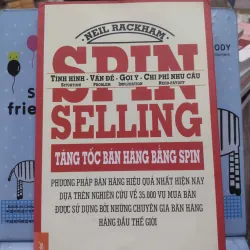 NEIL RACKHAM
SPIN
TÌNH HÌNH - VẤN ĐỀ - GỢI Ý - CHI PHÍ NHU CẦU
SITUATION PROBLEM IMPLICATION NEED-PAYOFF
SELLING
TĂNG TỐC BÁN HÀNG BẰNG SPIN
PHƯƠNG PHÁP BÁN HÀNG HIỆU QUẢ NHẤT HIỆN NAY
DỰA TRÊN NGHIÊN CỨU VỀ 35.000 VỤ MUA BÁN
ĐƯỢC SỬ DỤNG BỞI NHỮNG CHUYÊN GIA BÁN HÀNG
HÀNG ĐẦU THẾ GIỚI